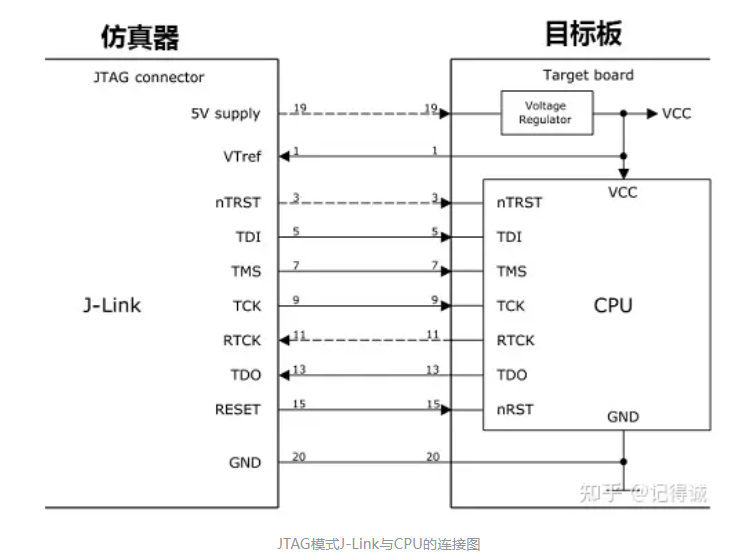 仿真器
目标板
JTAG connector
Target board
5V supply
19
19
Voltage
Regulator
VCC
VTref
1
1
VCC
nTRST
3
3
nTRST
TDI
5
5
TDI
TMS
7
7
TMS
J-Link
TCK
9
9
TCK
CPU
RTCK
11
11
RTCK
TDO
13
13
TDO
RESET
15
15
nRST
GND
GND
20
20
知乎 @记得诚
JTAG模式J-Link与CPU的连接图